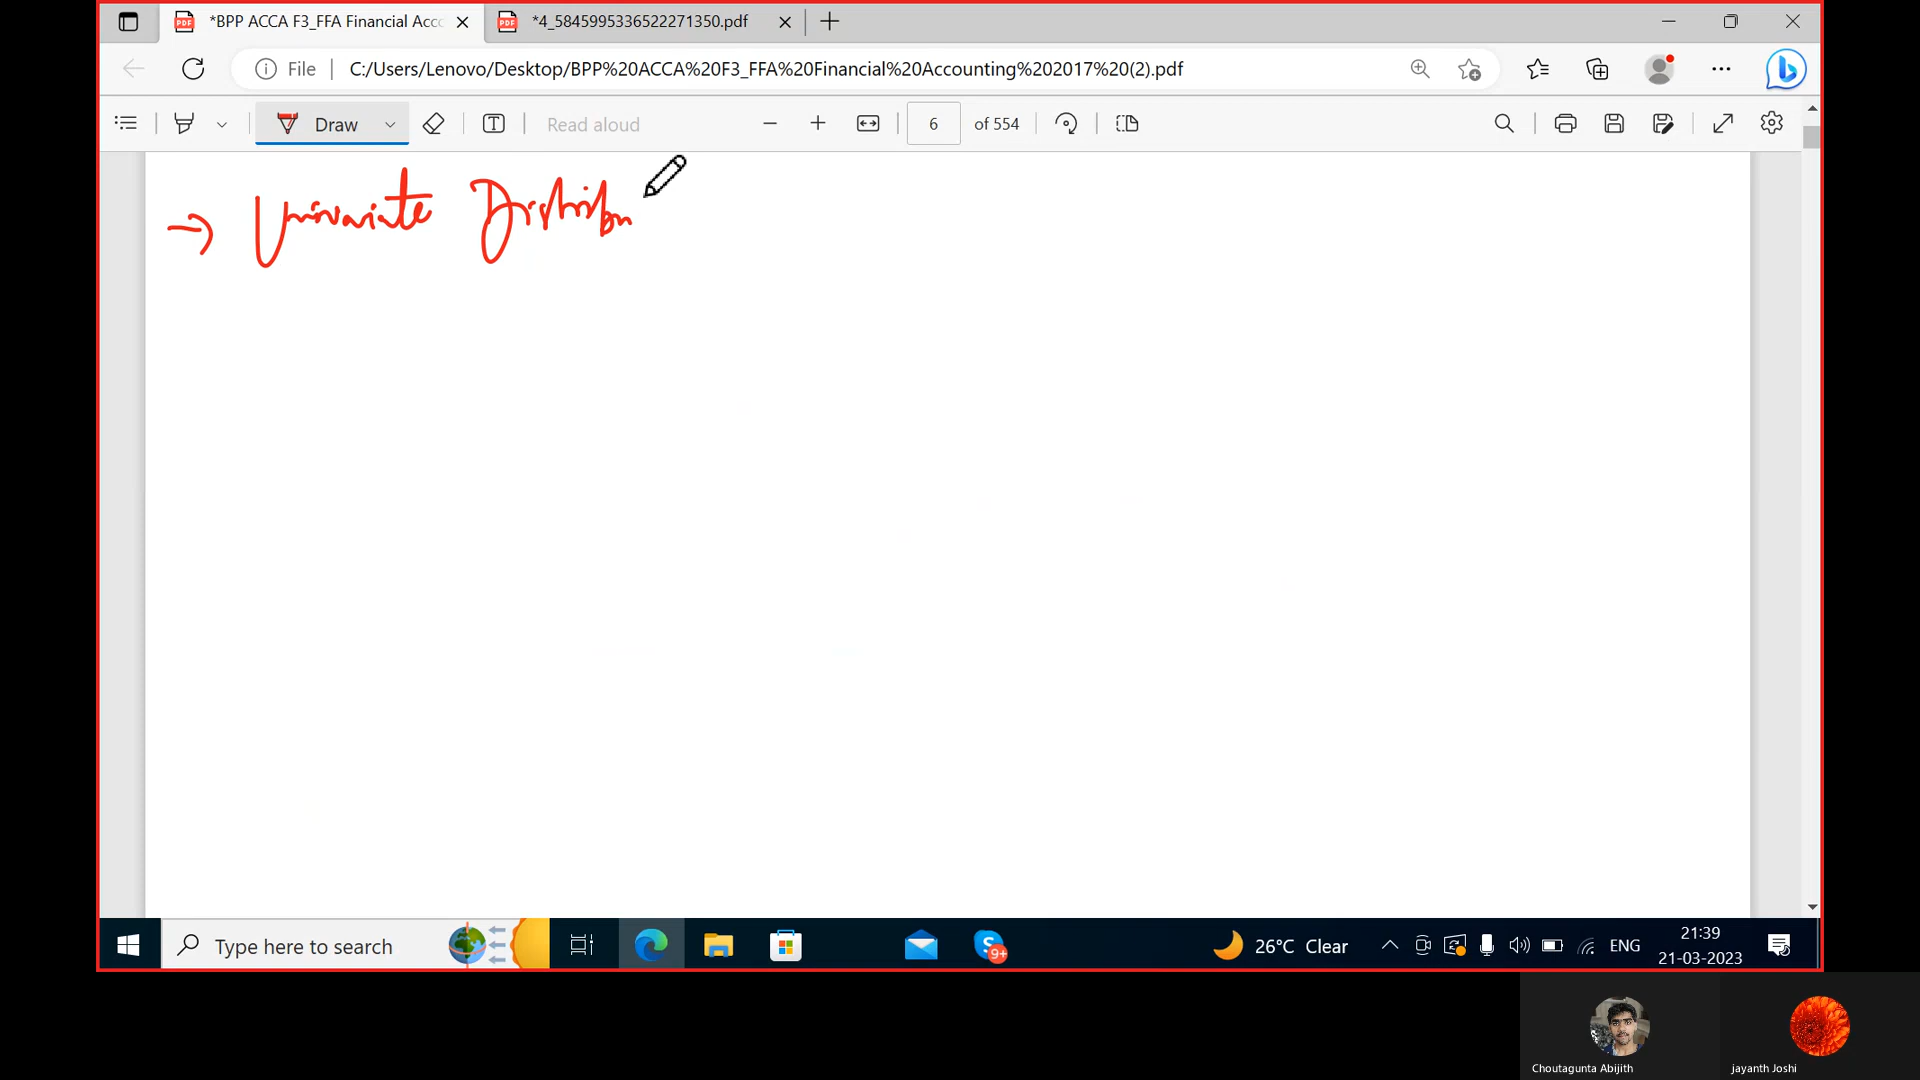 *BPP ACCA F3_FFA Financial Acc
*4_5845995336522271350.pdf
File
C:/Users/Lenovo/Desktop/BPP%20ACCA%20F3_FFA%20Financial%20Accounting%202017%20(2).pdf
Draw
Read aloud
6
of 554
→ Univariate
Type here to search
9+
26°C Clear
ENG
21:39
21-03-2023
Choutagunta Abijith
jayanth Joshi